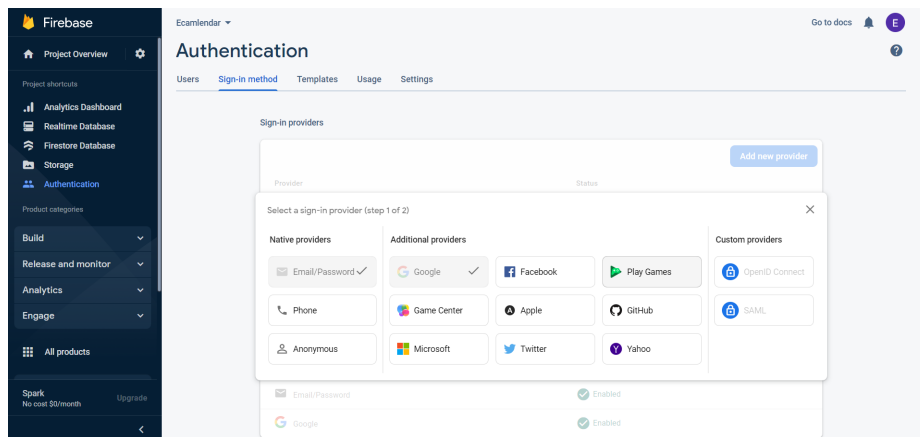 Firebase
Project Overview
Project shortcuts
Analytics Dashboard
Realtime Database
Firestore Database
Storage
Authentication
Product categories
Build
Release and monitor
Analytics
Engage
All products
Spark
No cost $0/month
Upgrade
Ecamlendar
Go to docs
E
Authentication
?
Users Sign-in method Templates Usage Settings
Sign-in providers
Add new provider
Provider Status
Select a sign-in provider (step 1 of 2)
Native providers Additional providers Custom providers
Email/Password Google Facebook Play Games OpenID Connect
Phone Game Center Apple GitHub SAML
Anonymous Microsoft Twitter Yahoo
Email/Password Enabled
Google Enabled